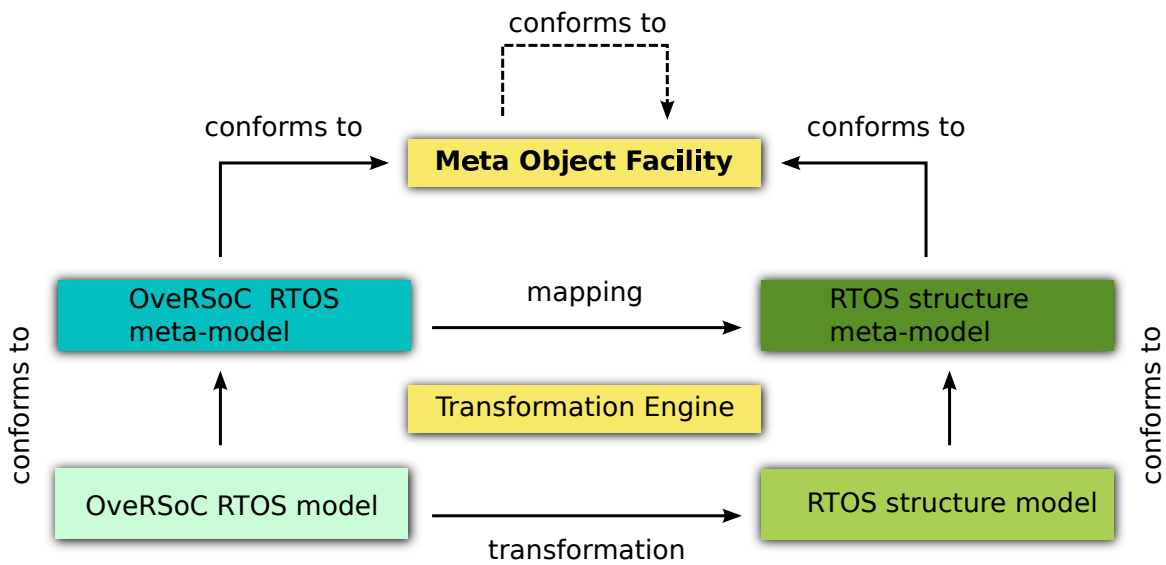 conforms to
conforms to
conforms to
Meta Object Facility
OveRSoC  RTOS
meta-model
mapping
RTOS structure
meta-model
conforms to
conforms to
Transformation Engine
OveRSoC RTOS model
RTOS structure model
transformation